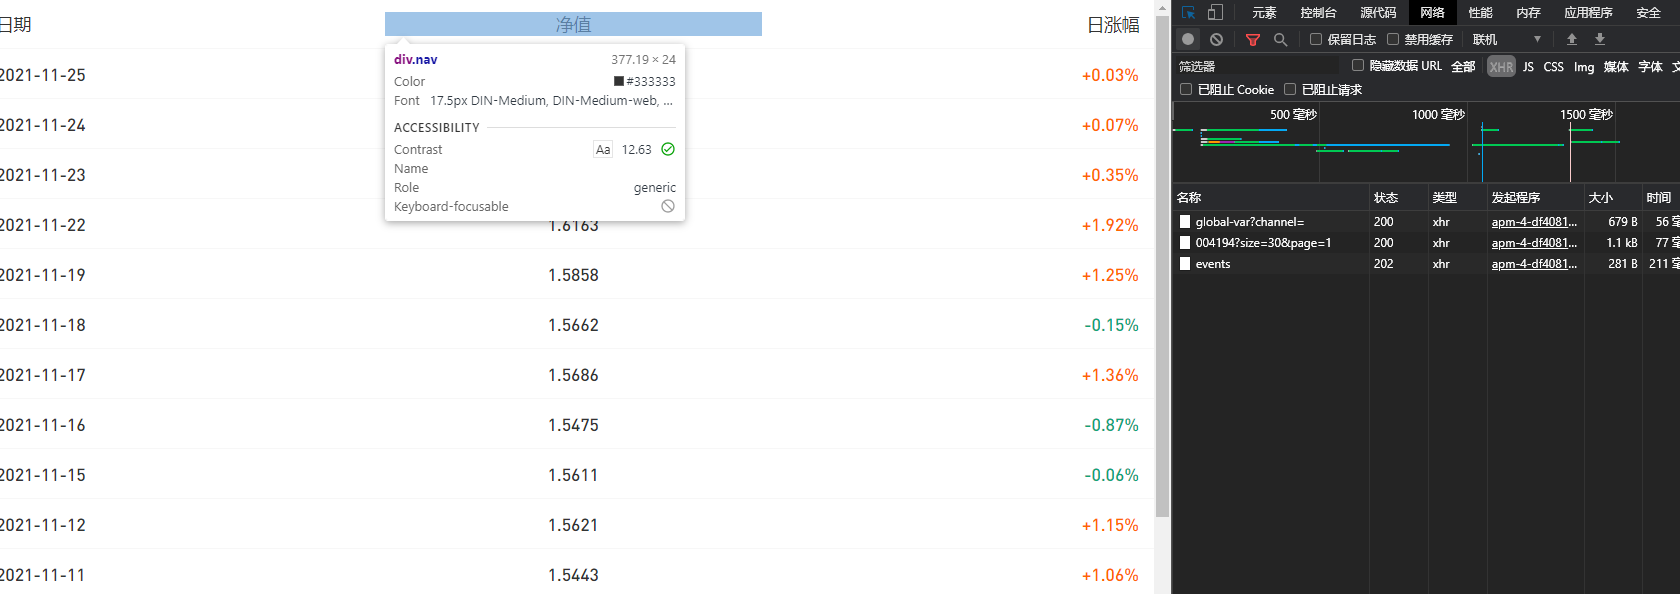 日期 净值 日涨幅
div.nav 377.19 × 24
Color #333333
Font 17.5px DIN-Medium, DIN-Medium-web, ...
ACCESSIBILITY
Contrast Aa 12.63
Name
Role generic
Keyboard-focusable
2021-11-25 +0.03%
2021-11-24 +0.07%
2021-11-23 +0.35%
2021-11-22 1.6163 +1.92%
2021-11-19 1.5858 +1.25%
2021-11-18 1.5662 -0.15%
2021-11-17 1.5686 +1.36%
2021-11-16 1.5475 -0.87%
2021-11-15 1.5611 -0.06%
2021-11-12 1.5621 +1.15%
2021-11-11 1.5443 +1.06%
元素 控制台 源代码 网络 性能 内存 应用程序 安全
保留日志 禁用缓存 联机
筛选器 隐藏数据 URL 全部 XHR JS CSS Img 媒体 字体
已阻止 Cookie 已阻止请求
500 毫秒 1000 毫秒 1500 毫秒
名称 状态 类型 发起程序 大小 时间
global-var?channel= 200 xhr apm-4-df4081... 679 B 56 毫
004194?size=30&page=1 200 xhr apm-4-df4081... 1.1 kB 77 毫
events 202 xhr apm-4-df4081... 281 B 211 毫